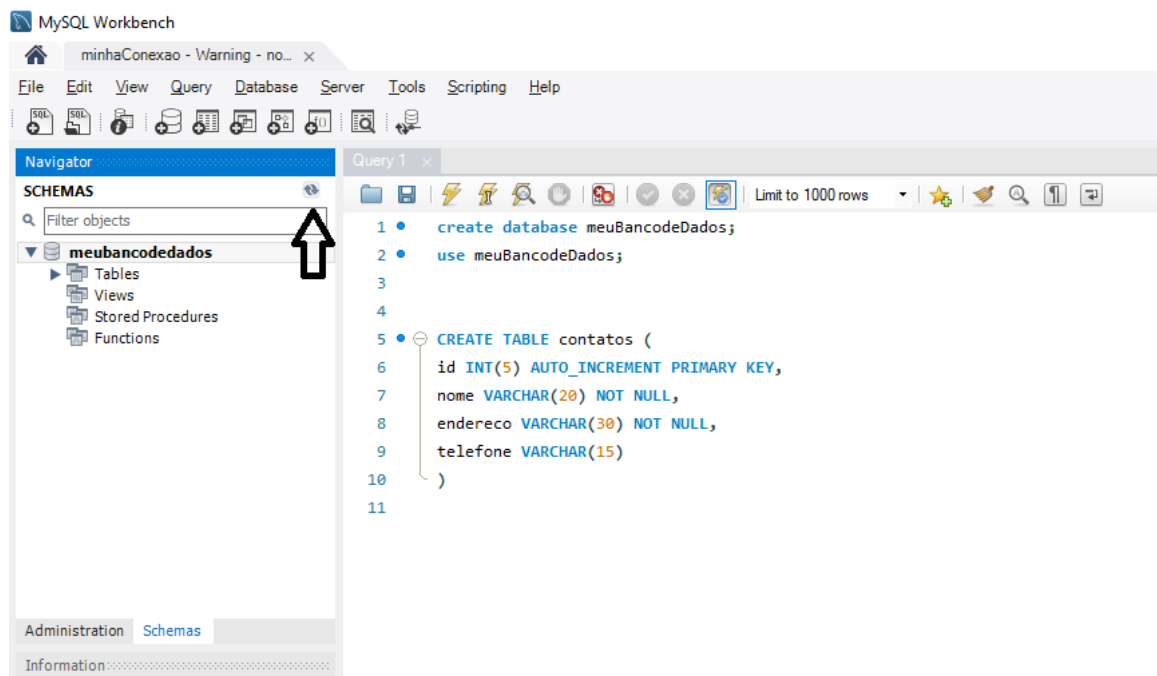 MySQL Workbench
minhaConexao - Warning - no...
File Edit View Query Database Server Tools Scripting Help
Navigator
SCHEMAS
Filter objects
meubancodedados
Tables
Views
Stored Procedures
Functions
Administration Schemas
Information
Query 1
Limit to 1000 rows
1 create database meuBancodeDados;
2 use meuBancodeDados;
3
4
5 CREATE TABLE contatos (
6 id INT(5) AUTO_INCREMENT PRIMARY KEY,
7 nome VARCHAR(20) NOT NULL,
8 endereco VARCHAR(30) NOT NULL,
9 telefone VARCHAR(15)
10 )
11